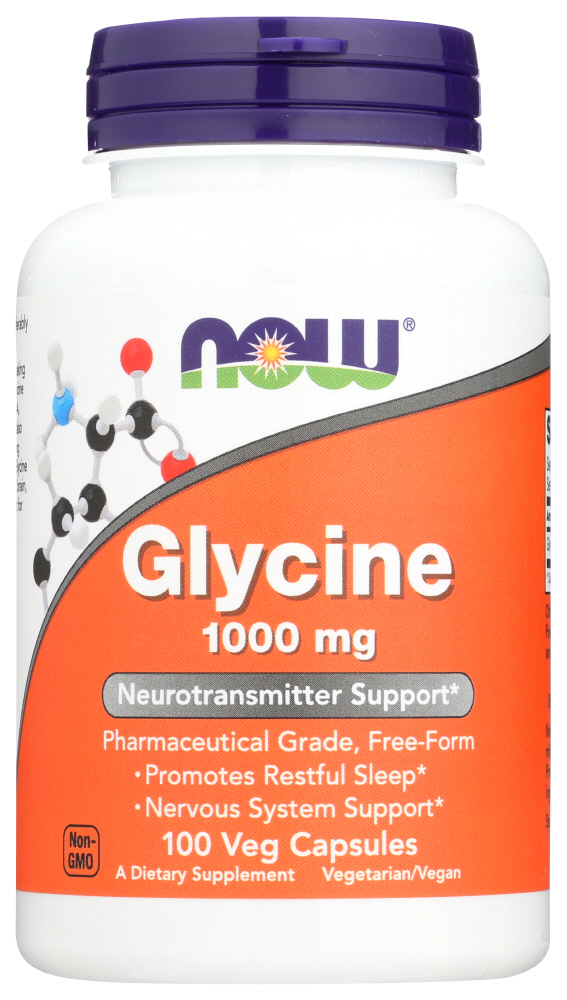 NOW®
Glycine
1000 mg
Neurotransmitter Support*
Pharmaceutical Grade, Free-Form
•Promotes Restful Sleep*
•Nervous System Support*
100 Veg Capsules
Non-
GMO
A Dietary Supplement Vegetarian/Vegan